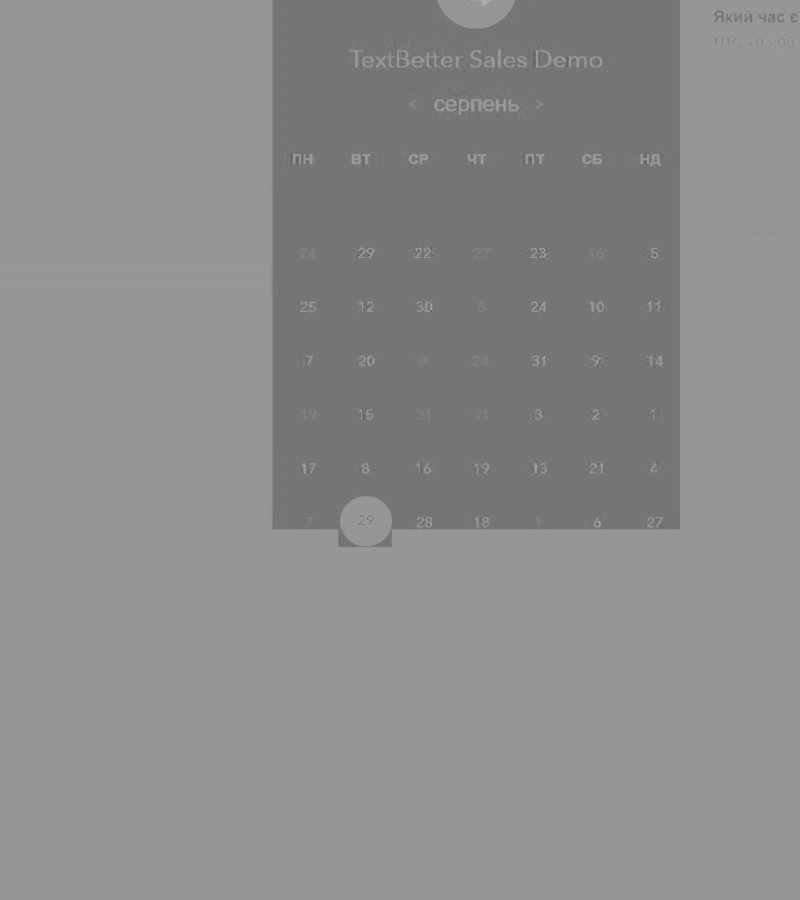 Який час є
UTC +03:00
TextBetter Sales Demo
‹ серпень ›
ПН ВТ СР ЧТ ПТ СБ НД
24 29 22 27 23 16 5
25 12 30 5 24 10 11
7 20 8 24 31 9 14
19 15 31 11 3 2 1
17 8 16 19 13 21 4
7 29 28 18 1 6 27